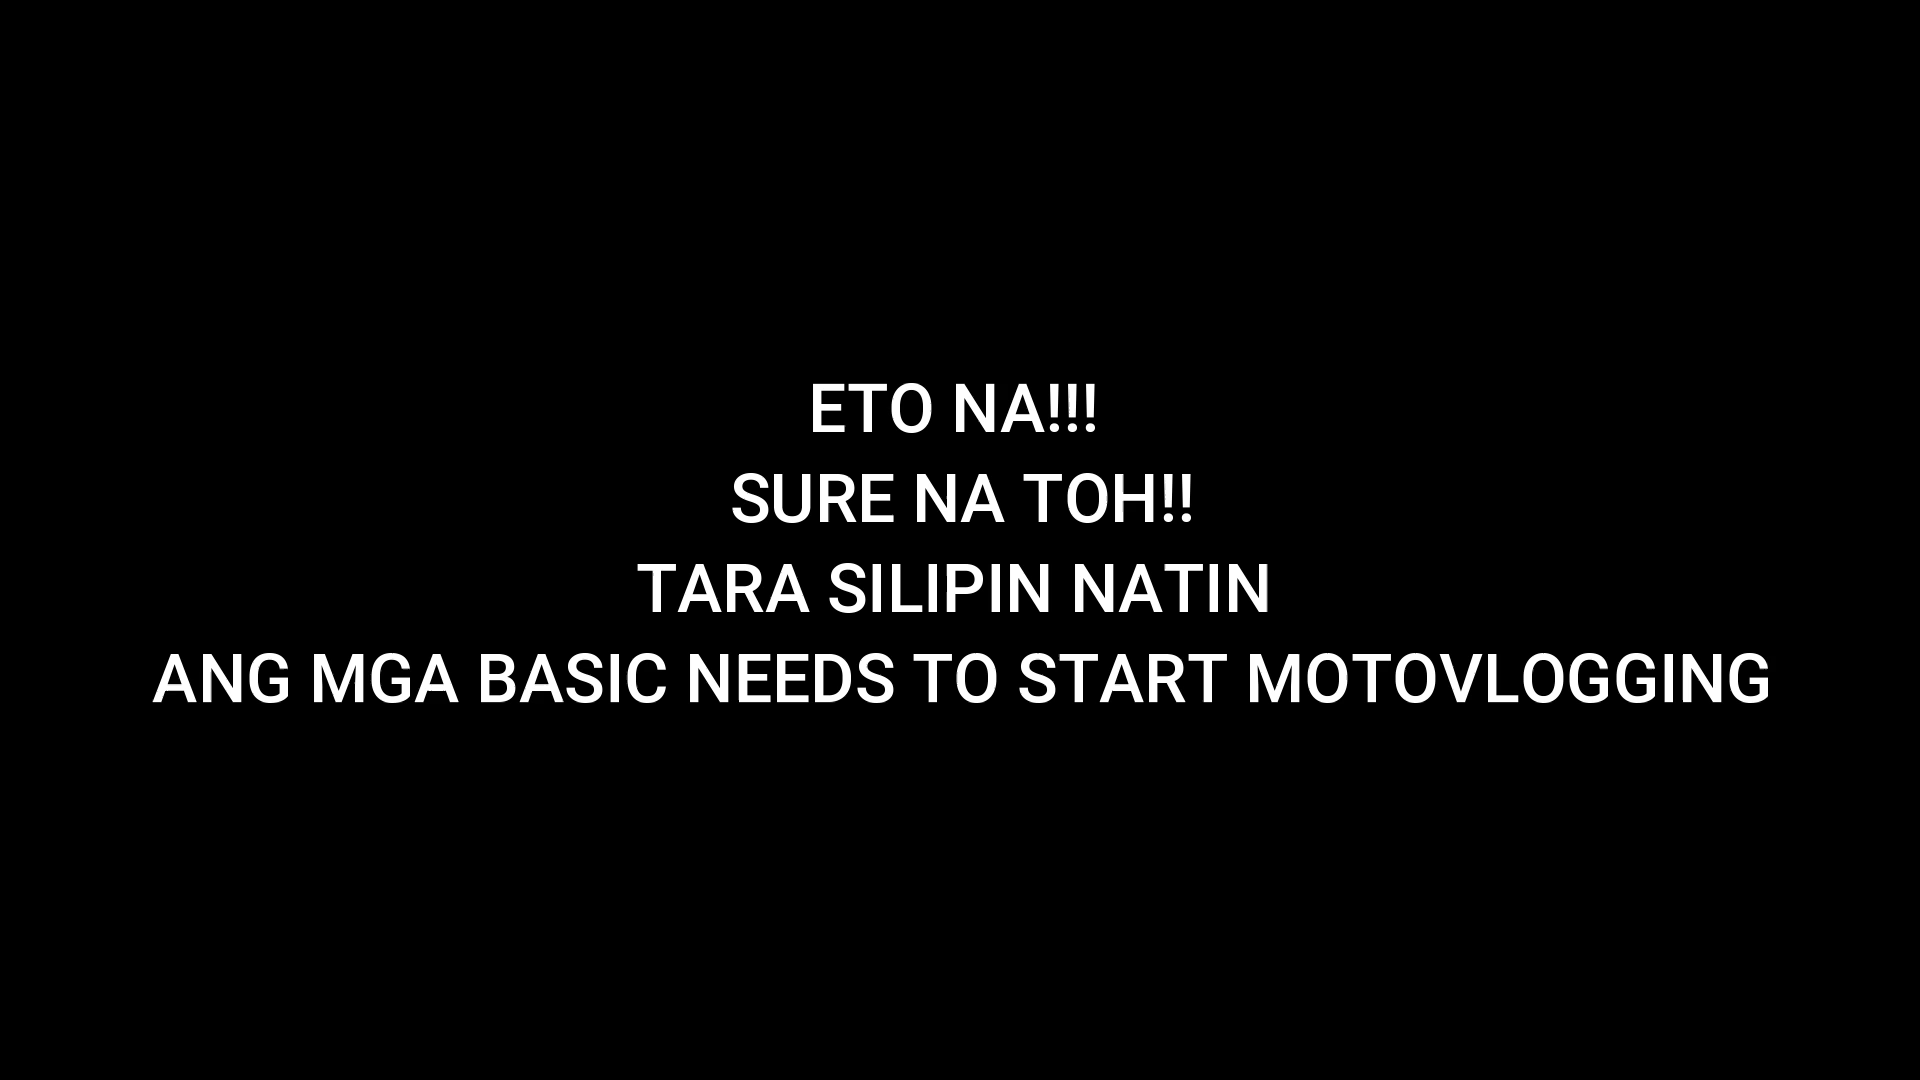 ETO NA!!!
SURE NA TOH!!
TARA SILIPIN NATIN
ANG MGA BASIC NEEDS TO START MOTOVLOGGING